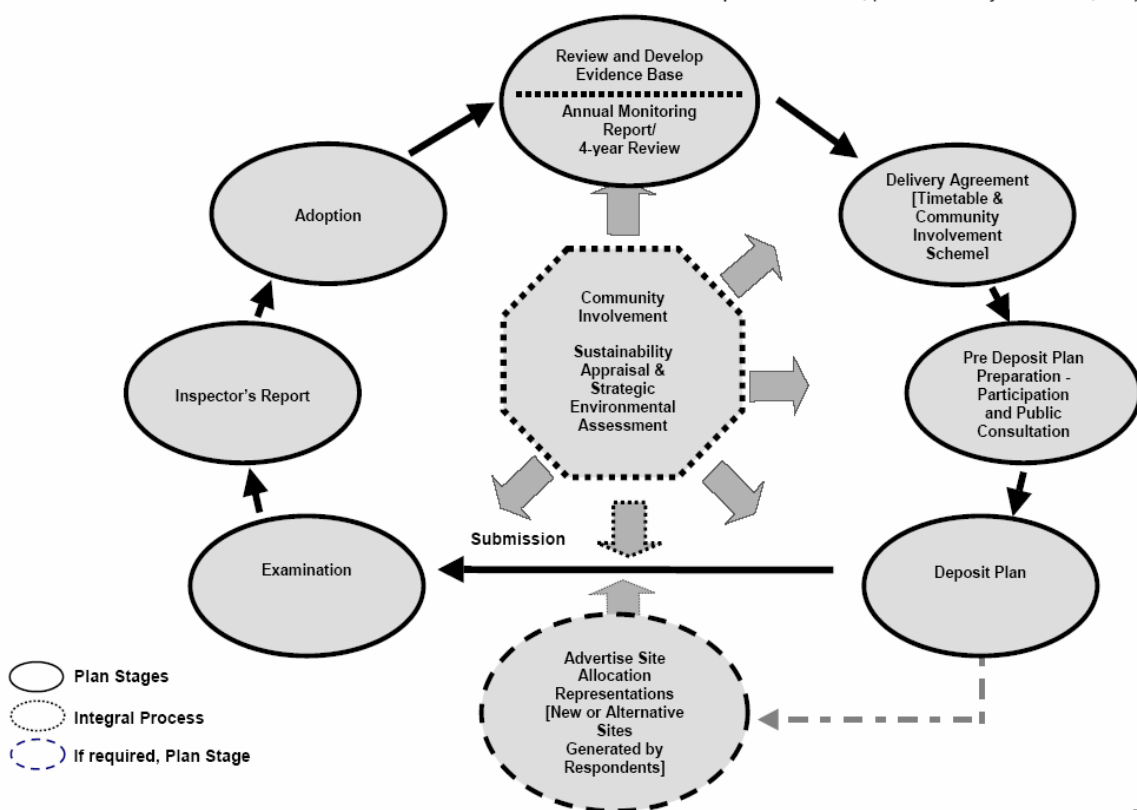 Review and Develop
Evidence Base
Annual Monitoring
Report/
4-year Review
Delivery Agreement
[Timetable &
Community
Involvement
Scheme]
Pre Deposit Plan
Preparation -
Participation
and Public
Consultation
Deposit Plan
Submission
Examination
Inspector's Report
Adoption
Community
Involvement
Sustainability
Appraisal &
Strategic
Environmental
Assessment
Advertise Site
Allocation
Representations
[New or Alternative
Sites
Generated by
Respondents]
Plan Stages
Integral Process
If required, Plan Stage